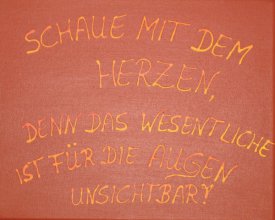 SCHAUE MIT DEM
HERZEN,
DENN DAS WESENTLICHE
IST FÜR DIE AUGEN
UNSICHTBAR!